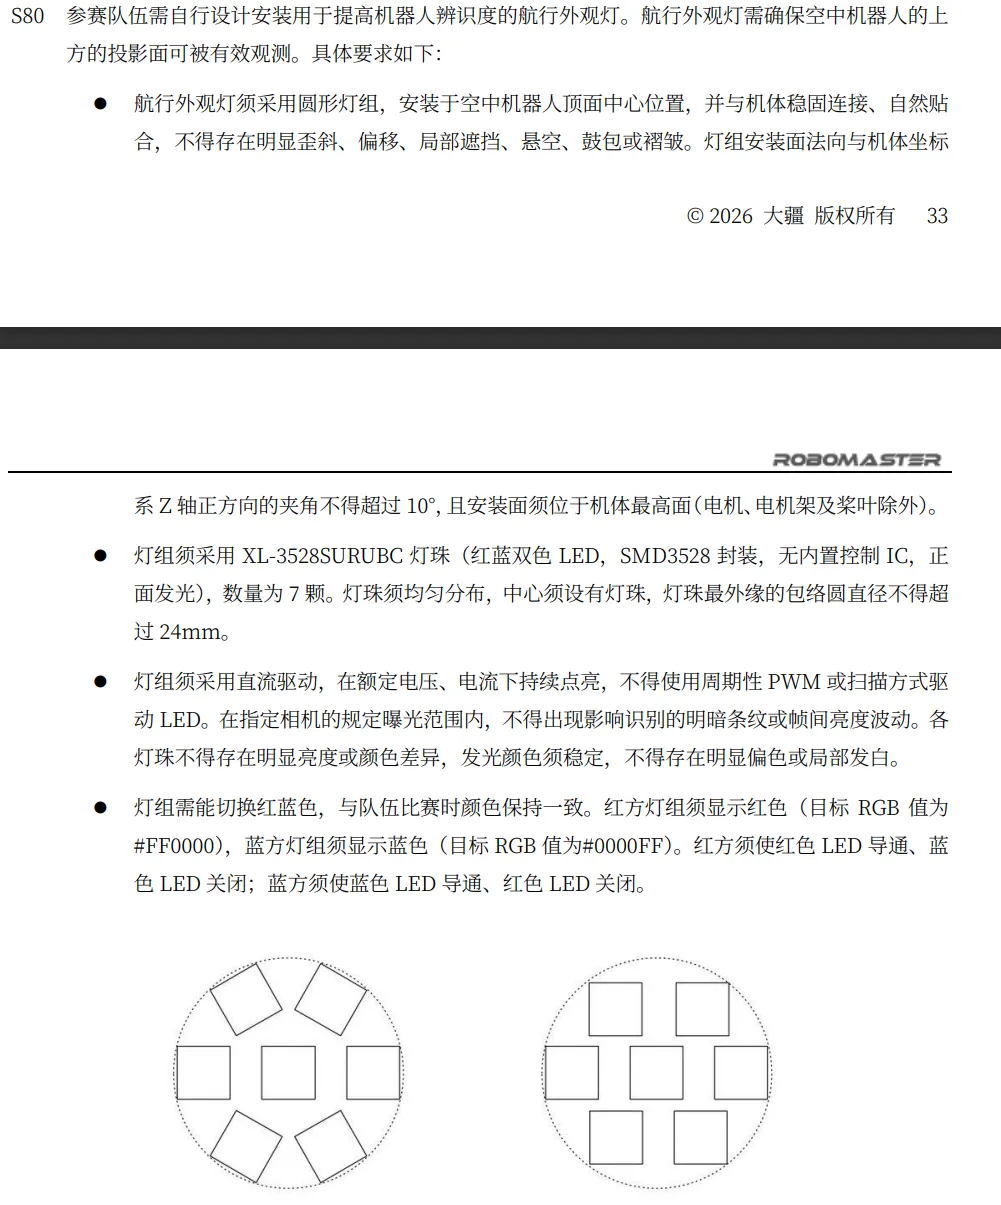 S80 参赛队伍需自行设计安装用于提高机器人辨识度的航行外观灯。航行外观灯需确保空中机器人的上
方的投影面可被有效观测。具体要求如下：
● 航行外观灯须采用圆形灯组，安装于空中机器人顶面中心位置，并与机体稳固连接、自然贴
合，不得存在明显歪斜、偏移、局部遮挡、悬空、鼓包或褶皱。灯组安装面法向与机体坐标
© 2026 大疆 版权所有 33
ROBOMASTER
系 Z 轴正方向的夹角不得超过 10°，且安装面须位于机体最高面（电机、电机架及桨叶除外）。
● 灯组须采用 XL-3528SURUBC 灯珠（红蓝双色 LED，SMD3528 封装，无内置控制 IC，正
面发光），数量为 7 颗。灯珠须均匀分布，中心须设有灯珠，灯珠最外缘的包络圆直径不得超
过 24mm。
● 灯组须采用直流驱动，在额定电压、电流下持续点亮，不得使用周期性 PWM 或扫描方式驱
动 LED。在指定相机的规定曝光范围内，不得出现影响识别的明暗条纹或帧间亮度波动。各
灯珠不得存在明显亮度或颜色差异，发光颜色须稳定，不得存在明显偏色或局部发白。
● 灯组需能切换红蓝色，与队伍比赛时颜色保持一致。红方灯组须显示红色（目标 RGB 值为
#FF0000），蓝方灯组须显示蓝色（目标 RGB 值为#0000FF）。红方须使红色 LED 导通、蓝
色 LED 关闭；蓝方须使蓝色 LED 导通、红色 LED 关闭。